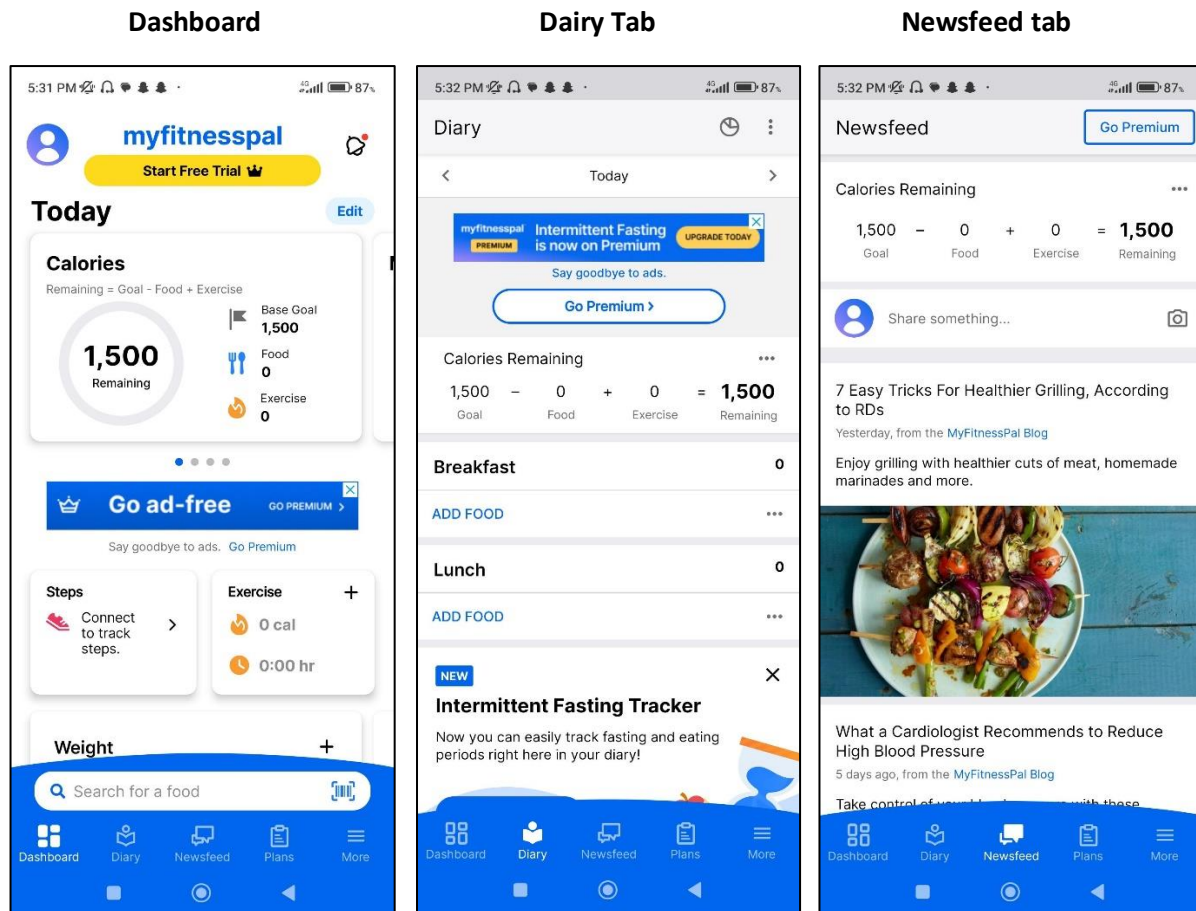 Dashboard
Dairy Tab
Newsfeed tab
5:31 PM
4G
87%
myfitnesspal
Start Free Trial
Today
Edit
Calories
Remaining = Goal - Food + Exercise
1,500
Remaining
Base Goal
1,500
Food
0
Exercise
0
Go ad-free
GO PREMIUM >
Say goodbye to ads. Go Premium
Steps
Connect
to track
steps.
Exercise
+
0 cal
0:00 hr
Weight
+
Search for a food
Dashboard
Diary
Newsfeed
Plans
More
5:32 PM
4G
87%
Diary
< Today >
myfitnesspal
PREMIUM
Intermittent Fasting
is now on Premium
UPGRADE TODAY
Say goodbye to ads.
Go Premium >
Calories Remaining
1,500 – 0 + 0 = 1,500
Goal Food Exercise Remaining
Breakfast 0
ADD FOOD
Lunch 0
ADD FOOD
NEW
Intermittent Fasting Tracker
Now you can easily track fasting and eating
periods right here in your diary!
Dashboard
Diary
Newsfeed
Plans
More
5:32 PM
4G
87%
Newsfeed
Go Premium
Calories Remaining
1,500 – 0 + 0 = 1,500
Goal Food Exercise Remaining
Share something...
7 Easy Tricks For Healthier Grilling, According
to RDs
Yesterday, from the MyFitnessPal Blog
Enjoy grilling with healthier cuts of meat, homemade
marinades and more.
What a Cardiologist Recommends to Reduce
High Blood Pressure
5 days ago, from the MyFitnessPal Blog
Take control of your
with these
Dashboard
Diary
Newsfeed
Plans
More